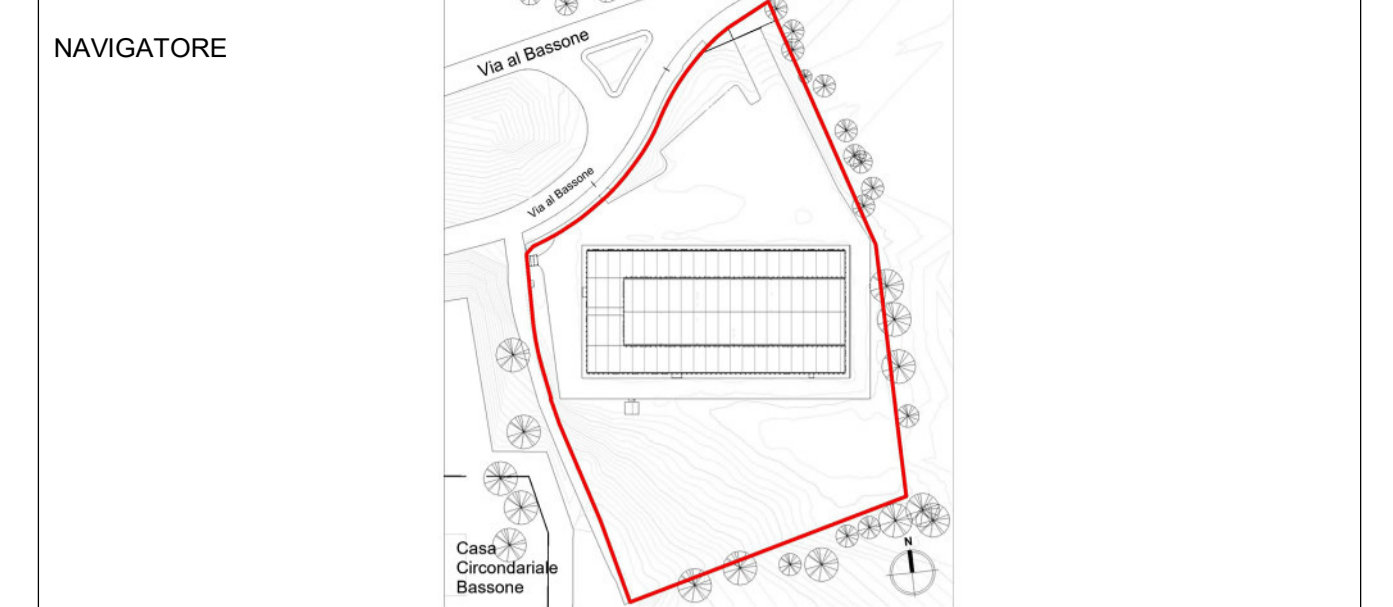 NAVIGATORE
Via al Bassone
Via al Bassone
Casa
Circondariale
Bassone
N